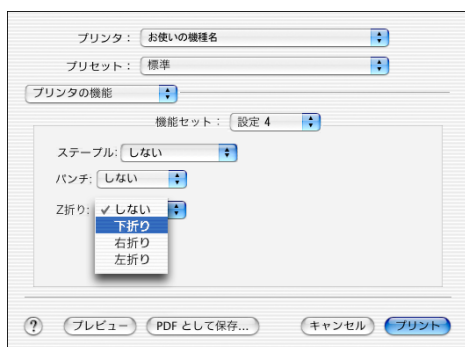 プリンタ： お使いの機種名
プリセット： 標準
プリンタの機能
機能セット： 設定 4
ステープル: しない
パンチ: しない
Z折り: ✓ しない
下折り
右折り
左折り
? プレビュー PDF として保存... キャンセル プリント